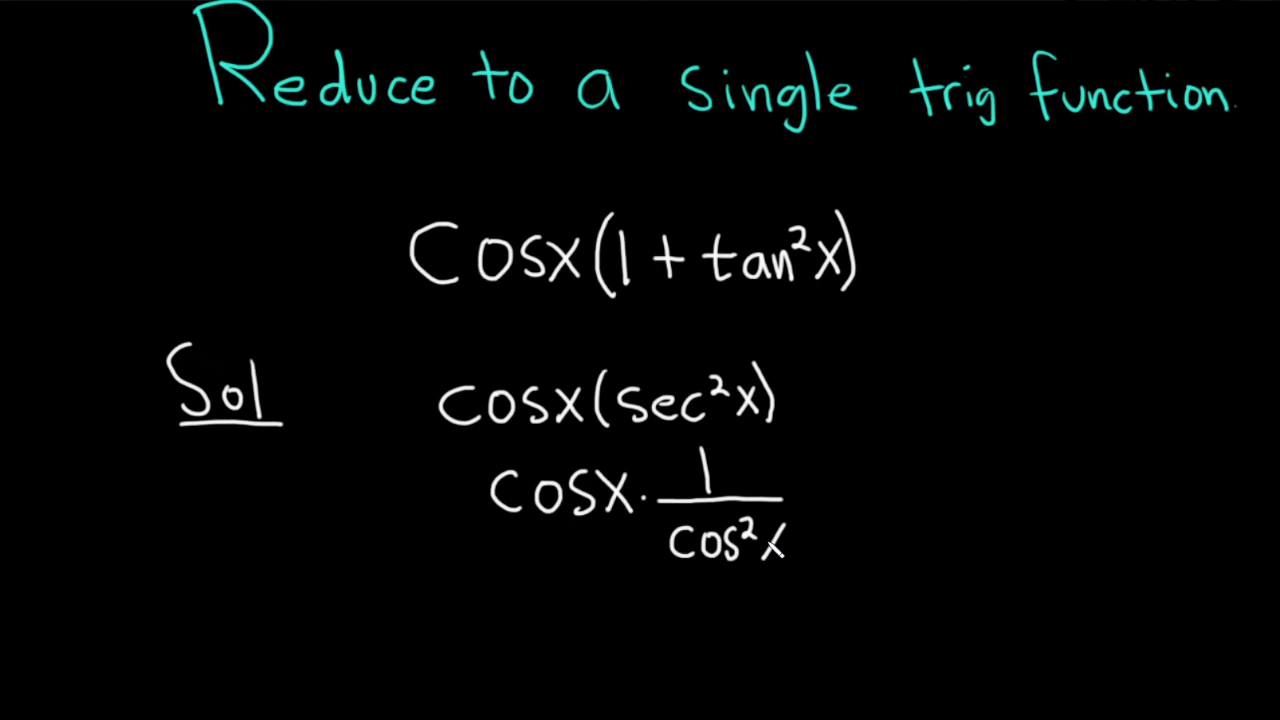 Reduce to a single trig function.
Cosx(1 + tan²x)
Sol cosx(sec²x)
cosx · 1/cos²x